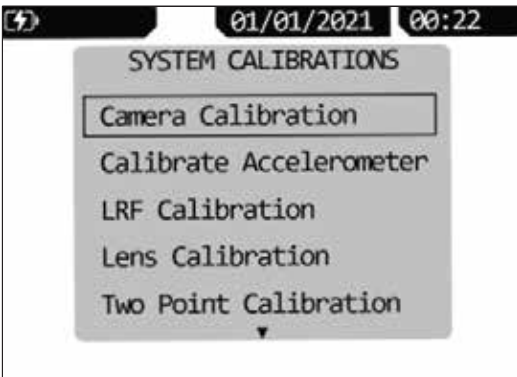 01/01/2021 00:22
SYSTEM CALIBRATIONS
Camera Calibration
Calibrate Accelerometer
LRF Calibration
Lens Calibration
Two Point Calibration